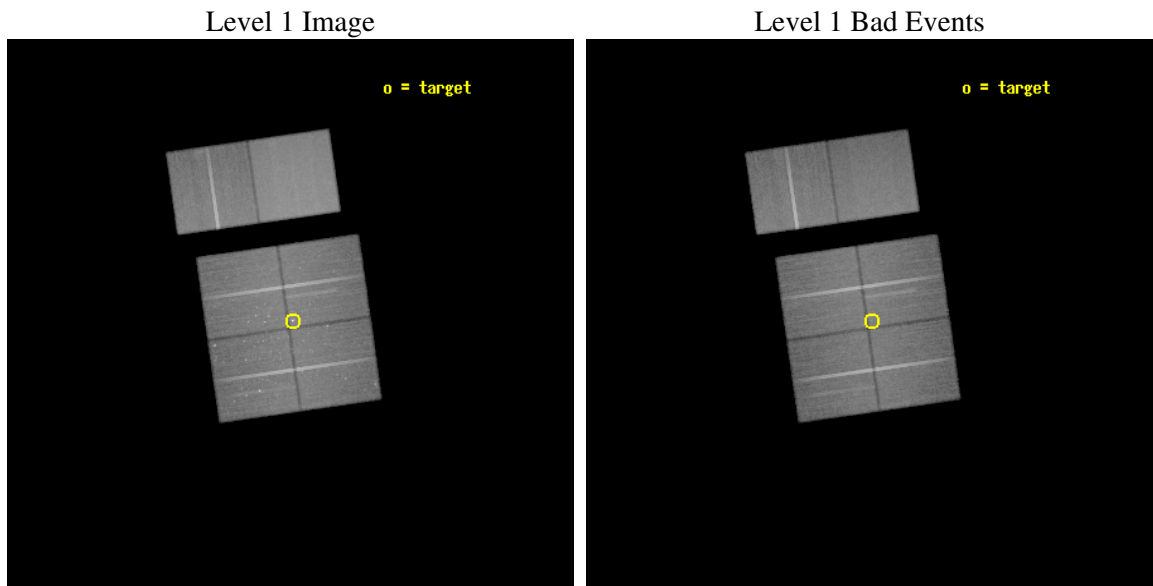 Level 1 Image
Level 1 Bad Events
o = target
o = target